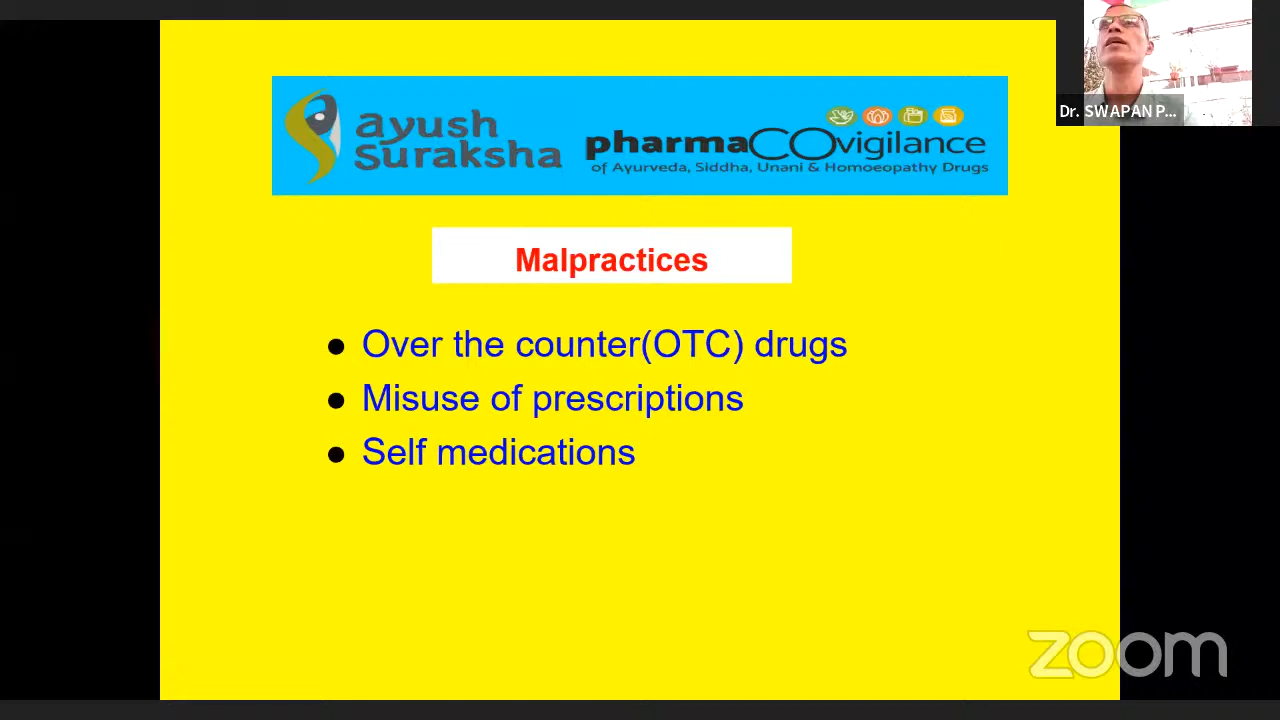 ayush
suraksha
pharmaCOvigilance
of Ayurveda, Siddha, Unani & Homoeopathy Drugs
Dr. SWAPAN P...
Malpractices
● Over the counter(OTC) drugs
● Misuse of prescriptions
● Self medications
zoom